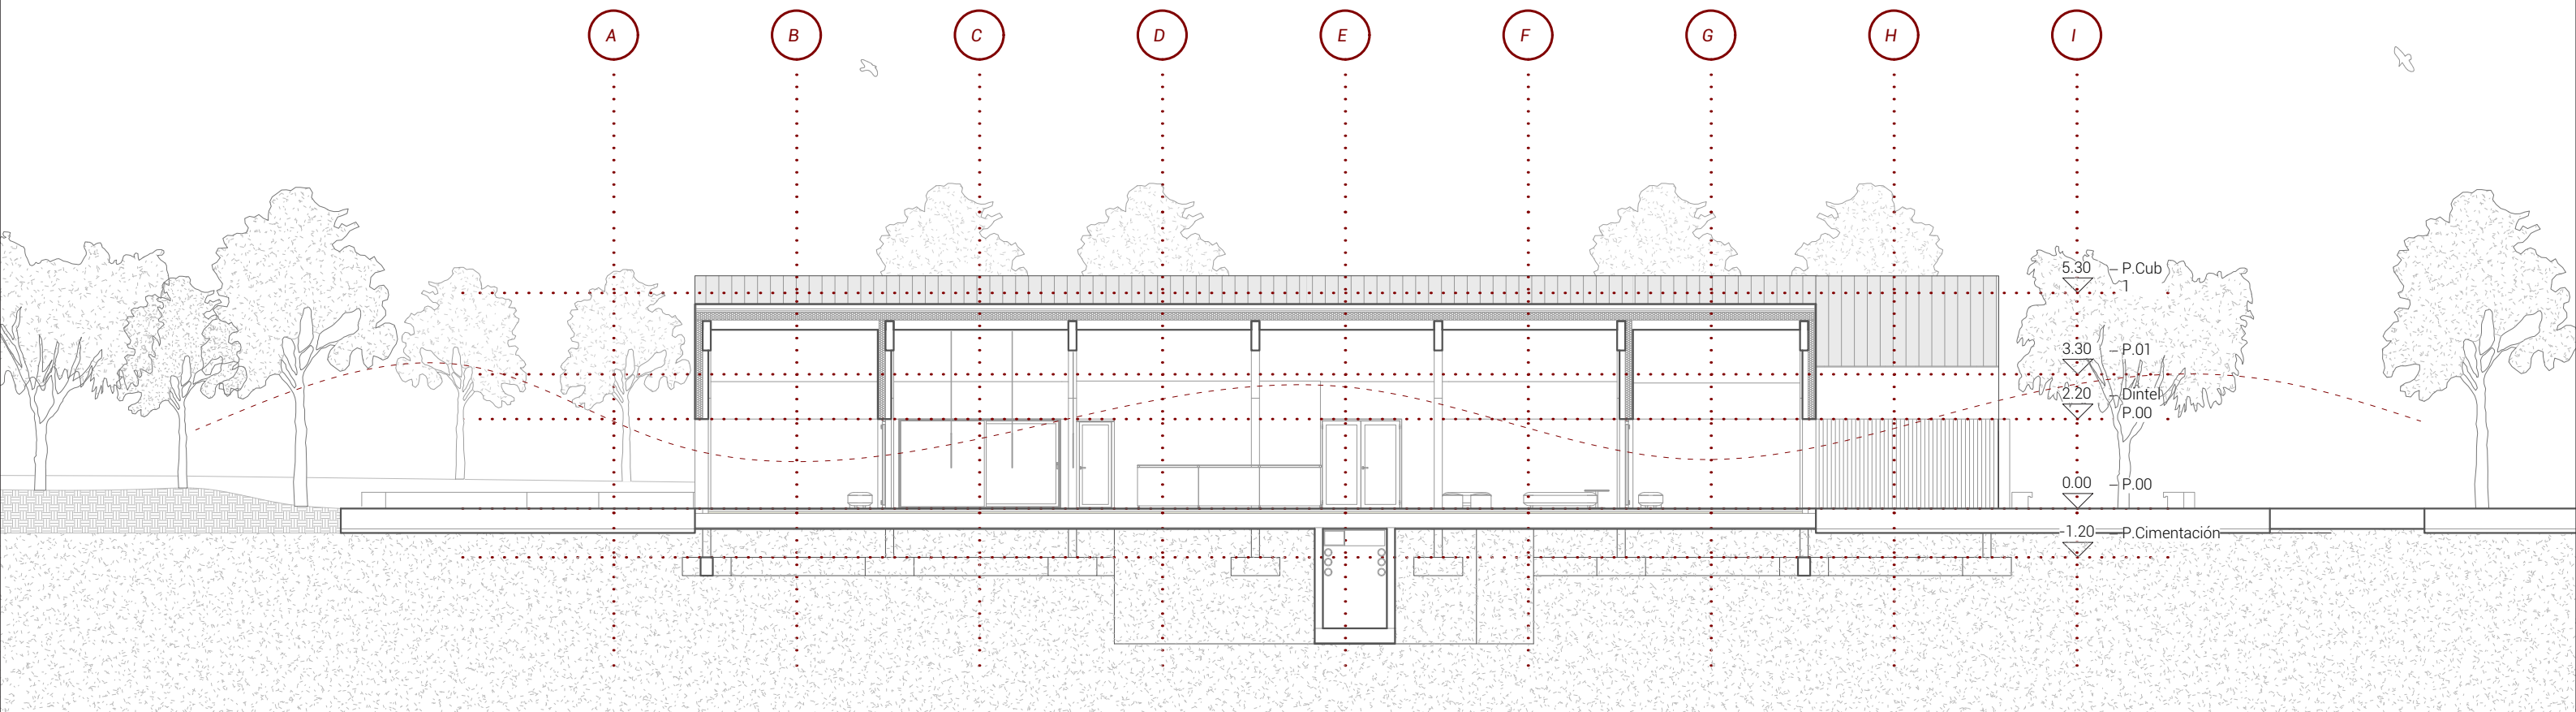 A B C D E F G H I
5.30 P.Cub
1
3.30 P.01
2.20 Dintel
P.00
0.00 P.00
-1.20 P.Cimentación